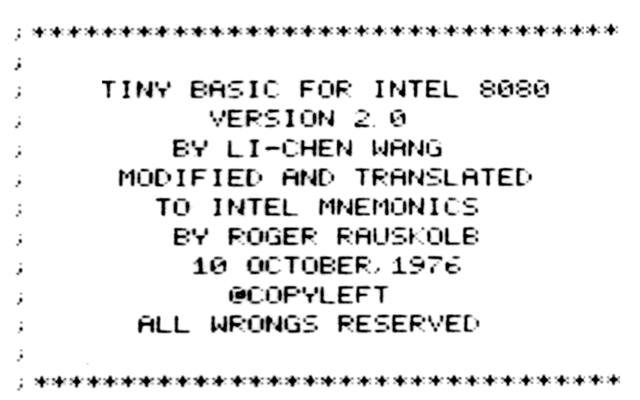 ; *********************************
;
; TINY BASIC FOR INTEL 8080
; VERSION 2.0
; BY LI-CHEN WANG
; MODIFIED AND TRANSLATED
; TO INTEL MNEMONICS
; BY ROGER RAUSKOLB
; 10 OCTOBER,1976
; @COPYLEFT
; ALL WRONGS RESERVED
;
; *********************************